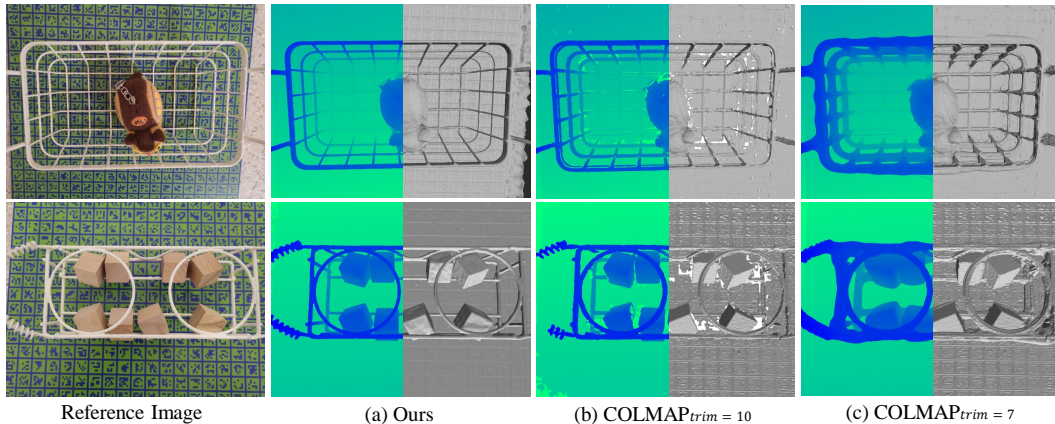 Reference Image
(a) Ours
(b) COLMAPtrim = 10
(c) COLMAPtrim = 7